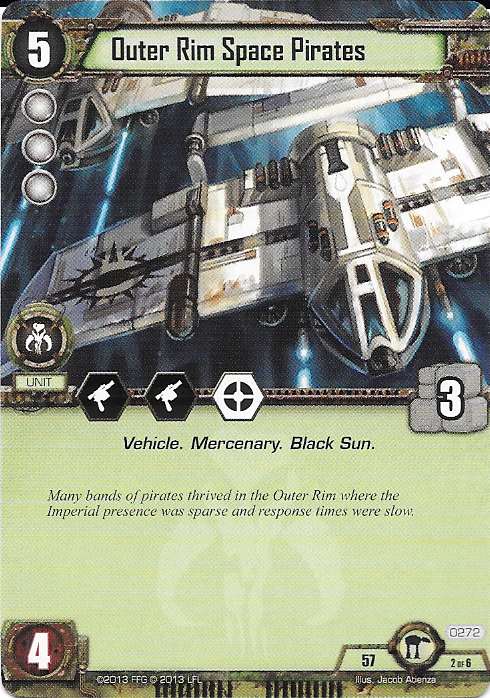 5
Outer Rim Space Pirates
UNIT
3
Vehicle. Mercenary. Black Sun.
Many bands of pirates thrived in the Outer Rim where the
Imperial presence was sparse and response times were slow.
4
0272
57
2 OF 6
©2013 FFG © 2013 LFL
Illus. Jacob Atienza